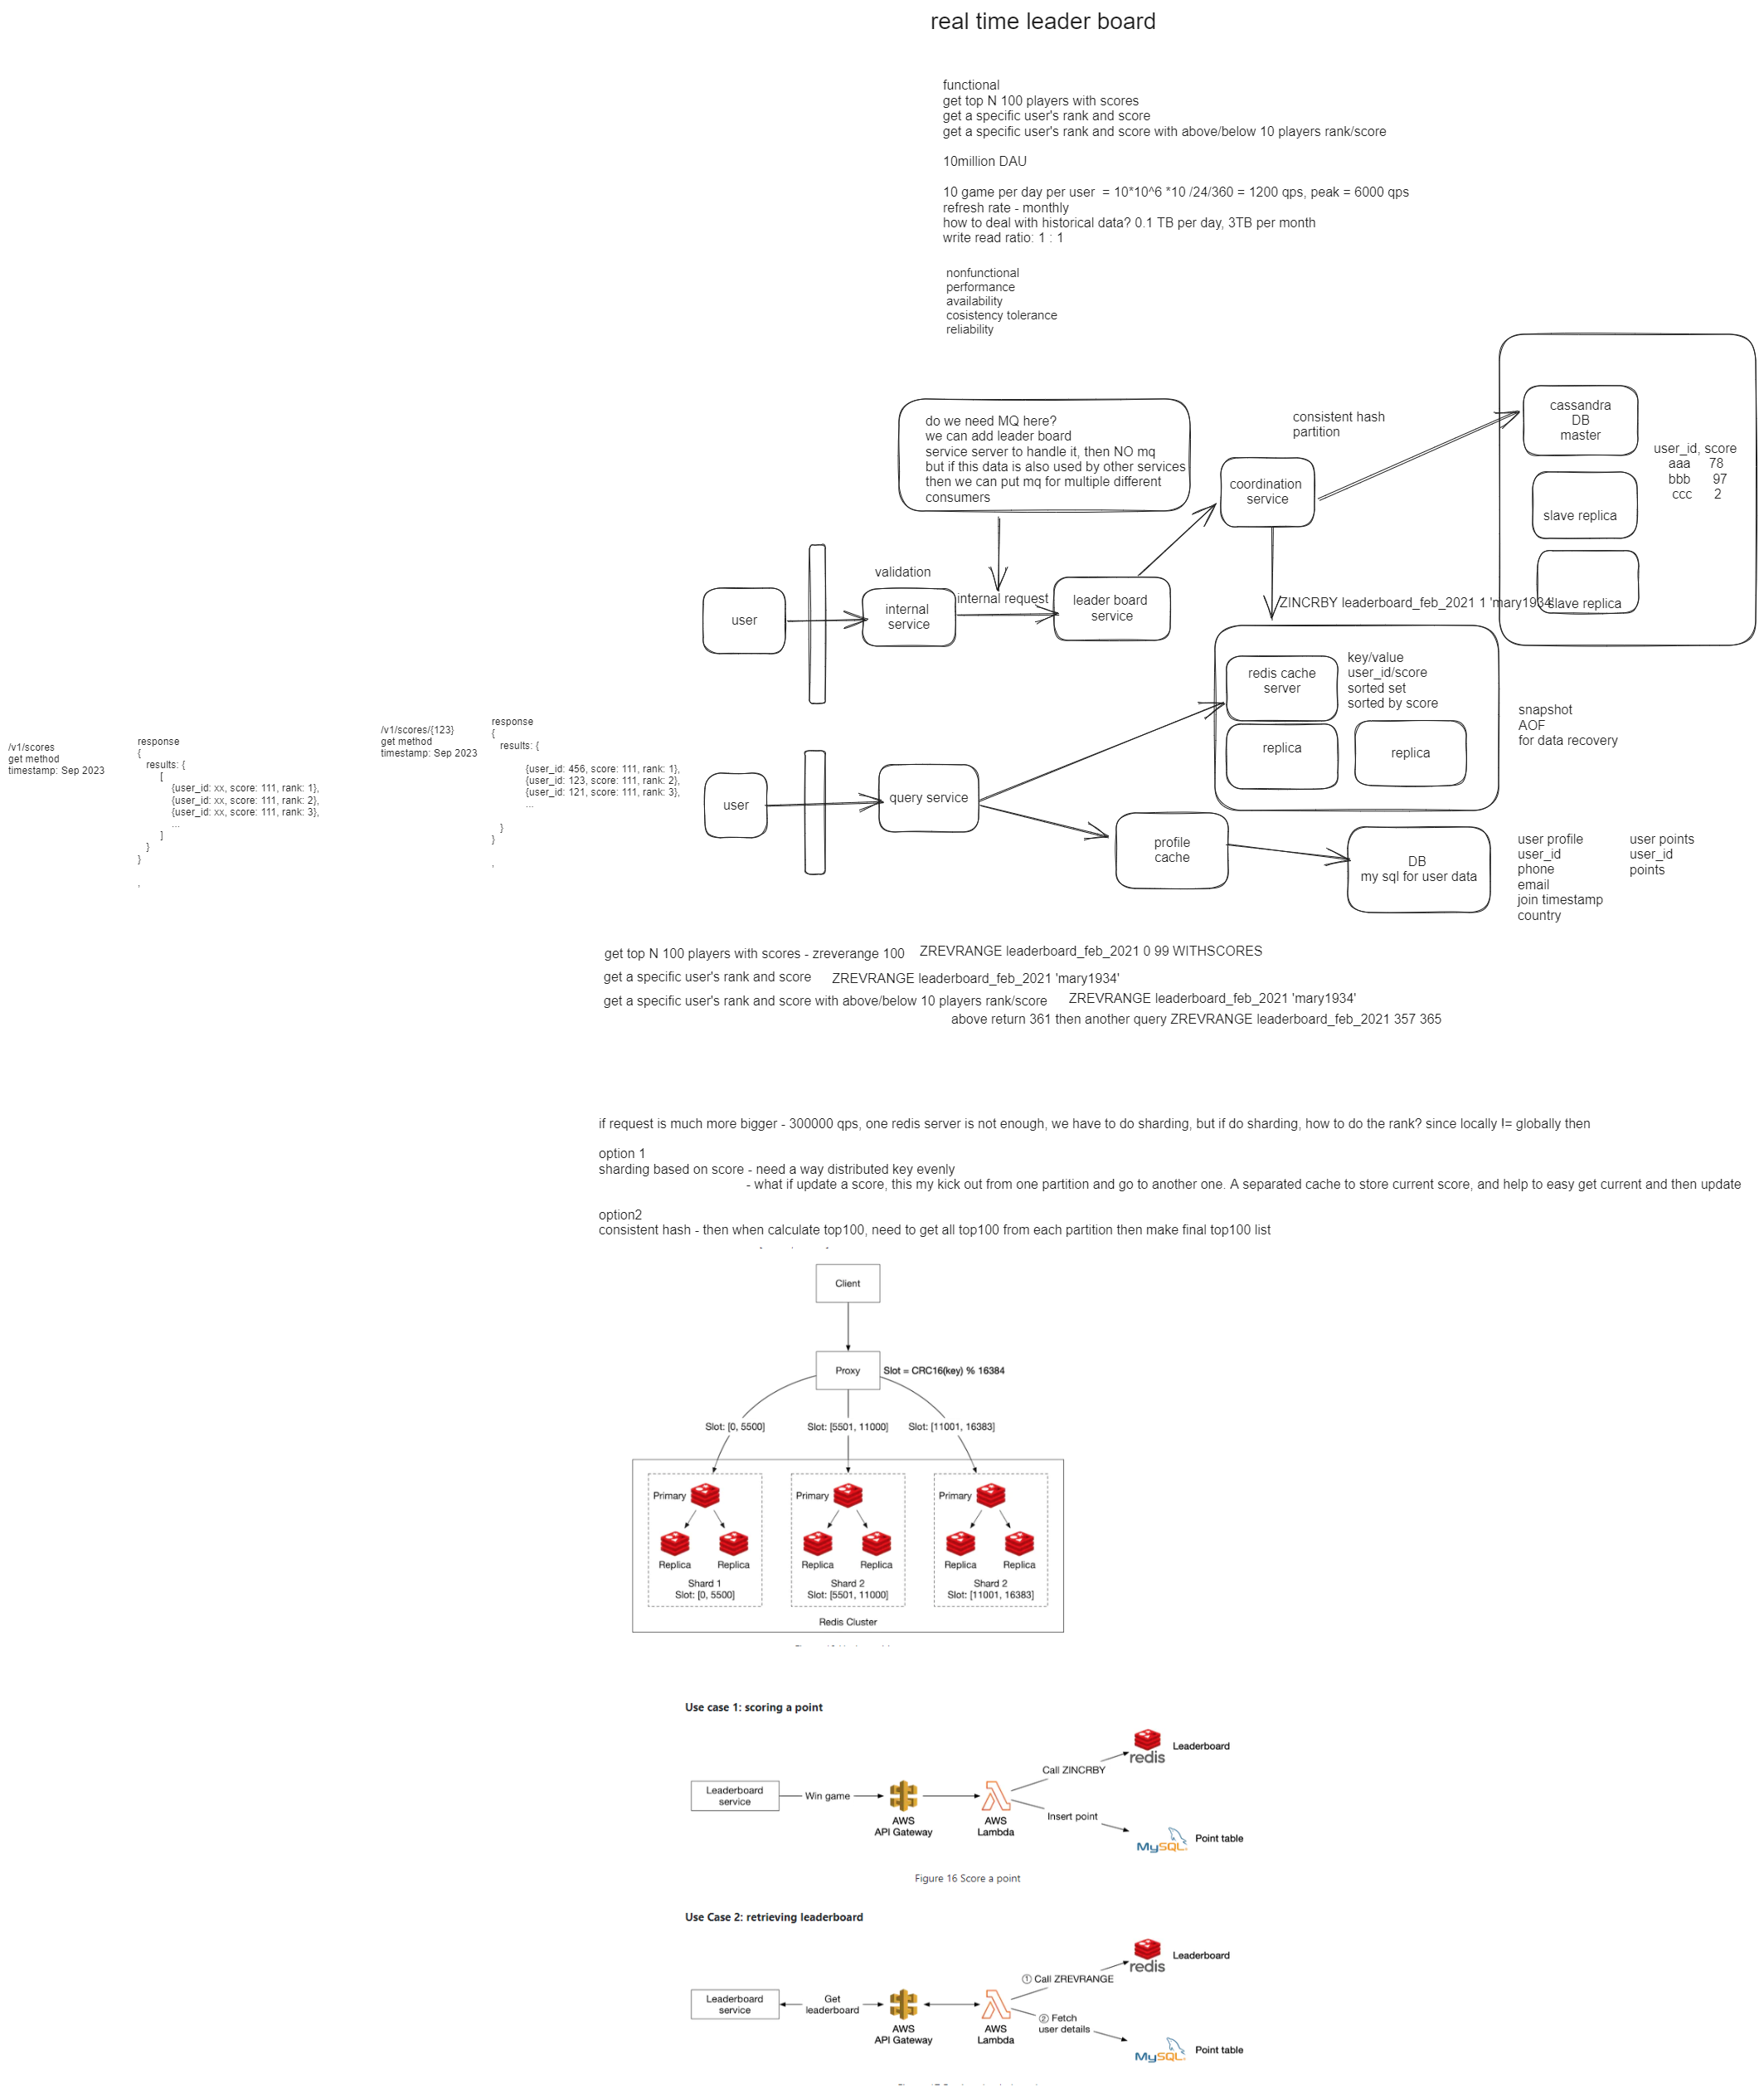 real time leader board
functional
get top N 100 players with scores
get a specific user's rank and score
get a specific user's rank and score with above/below 10 players rank/score
10million DAU
10 game per day per user = 10*10^6 *10 /24/360 = 1200 qps, peak = 6000 qps
refresh rate - monthly
how to deal with historical data? 0.1 TB per day, 3TB per month
write read ratio: 1 : 1
nonfunctional
performance
availability
cosistency tolerance
reliability
do we need MQ here?
we can add leader board
service server to handle it, then NO mq
but if this data is also used by other services
then we can put mq for multiple different
consumers
consistent hash
partition
coordination
service
cassandra
DB
master
user_id, score
aaa 78
bbb 97
ccc 2
slave replica
slave replica
user
validation
internal
service
internal request
leader board
service
ZINCRBY leaderboard_feb_2021 1 'mary1934'
redis cache
server
key/value
user_id/score
sorted set
sorted by score
replica
replica
snapshot
AOF
for data recovery
/v1/scores
get method
timestamp: Sep 2023
response
{
results: {
[
{user_id: xx, score: 111, rank: 1},
{user_id: xx, score: 111, rank: 2},
{user_id: xx, score: 111, rank: 3},
...
]
}
}
,
/v1/scores/{123}
get method
timestamp: Sep 2023
response
{
results: {
{user_id: 456, score: 111, rank: 1},
{user_id: 123, score: 111, rank: 2},
{user_id: 121, score: 111, rank: 3},
...
}
}
,
user
query service
profile
cache
DB
my sql for user data
user profile
user_id
phone
email
join timestamp
country
user points
user_id
points
get top N 100 players with scores - zreverange 100
ZREVRANGE leaderboard_feb_2021 0 99 WITHSCORES
get a specific user's rank and score
ZREVRANGE leaderboard_feb_2021 'mary1934'
get a specific user's rank and score with above/below 10 players rank/score
ZREVRANGE leaderboard_feb_2021 'mary1934'
above return 361 then another query ZREVRANGE leaderboard_feb_2021 357 365
if request is much more bigger - 300000 qps, one redis server is not enough, we have to do sharding, but if do sharding, how to do the rank? since locally != globally then
option 1
sharding based on score - need a way distributed key evenly
- what if update a score, this my kick out from one partition and go to another one. A separated cache to store current score, and help to easy get current and then update
option2
consistent hash - then when calculate top100, need to get all top100 from each partition then make final top100 list
Client
Proxy
Slot = CRC16(key) % 16384
Slot: [0, 5500]
Slot: [5501, 11000]
Slot: [11001, 16383]
Primary
Primary
Primary
Replica
Replica
Replica
Replica
Replica
Replica
Shard 1
Slot: [0, 5500]
Shard 2
Slot: [5501, 11000]
Shard 2
Slot: [11001, 16383]
Redis Cluster
Use case 1: scoring a point
Leaderboard
service
Win game
AWS
API Gateway
AWS
Lambda
Call ZINCRBY
redis
Leaderboard
Insert point
MySQL
Point table
Figure 16 Score a point
Use Case 2: retrieving leaderboard
Leaderboard
service
Get
leaderboard
AWS
API Gateway
AWS
Lambda
① Call ZREVRANGE
redis
Leaderboard
② Fetch
user details
MySQL
Point table